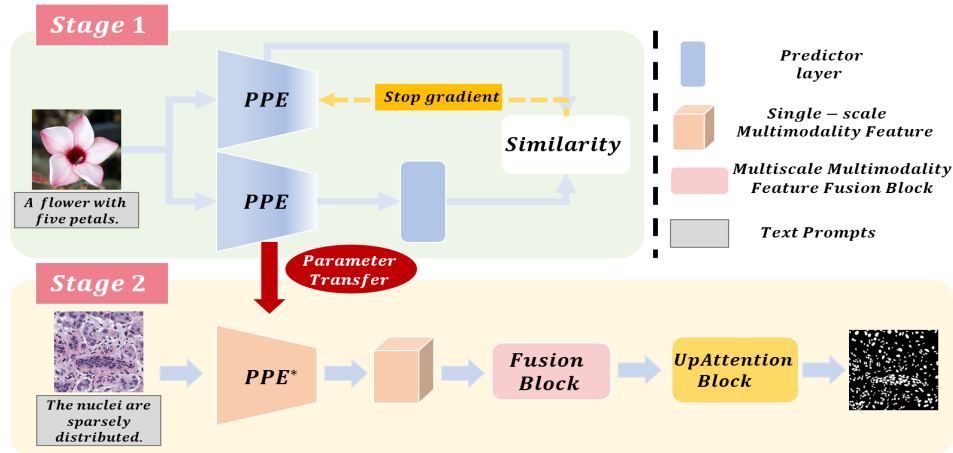 Stage 1
PPE
Stop gradient
Similarity
PPE
A flower with
five petals.
Predictor
layer
Single – scale
Multimodality Feature
Multiscale Multimodality
Feature Fusion Block
Text Prompts
Parameter
Transfer
Stage 2
PPE*
Fusion
Block
UpAttention
Block
The nuclei are
sparsely
distributed.